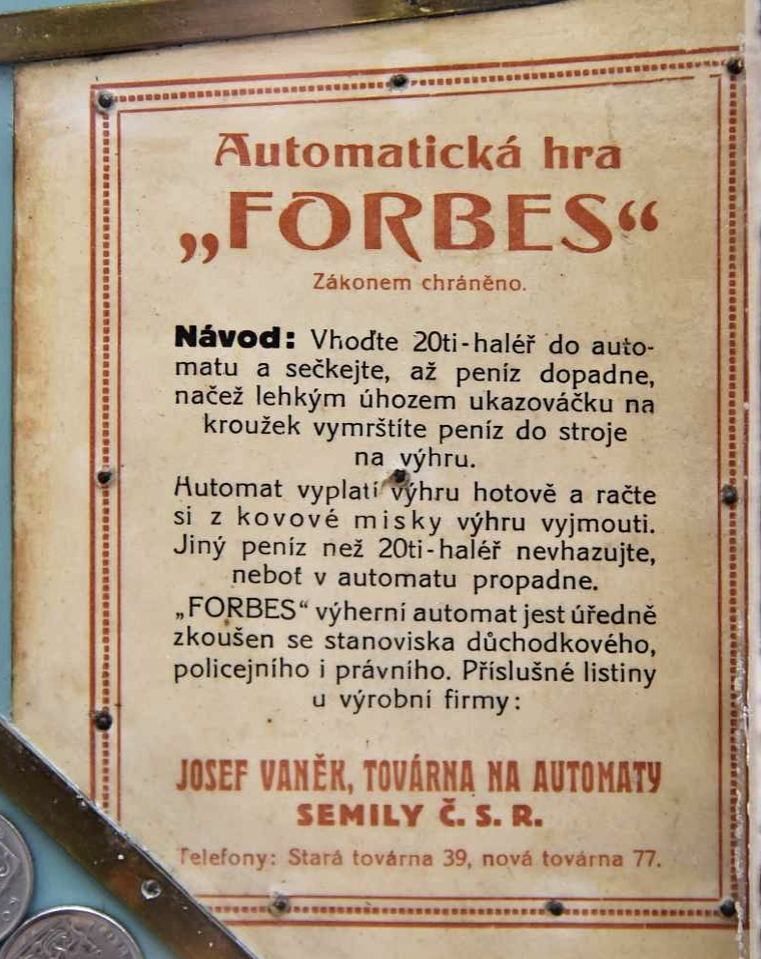 Automatická hra
„FORBES“
Zákonem chráněno.
Návod: Vhoďte 20ti-haléř do auto-
matu a sečkejte, až peníz dopadne,
načež lehkým úhozem ukazováčku na
kroužek vymrštíte peníz do stroje
na výhru.
Automat vyplatí výhru hotově a račte
si z kovové misky výhru vyjmouti.
Jiný peníz než 20ti-haléř nevhazujte,
neboť v automatu propadne.
„FORBES“ výherní automat jest úředně
zkoušen se stanoviska důchodkového,
policejního i právního. Příslušné listiny
u výrobní firmy:
JOSEF VANĚK, TOVÁRNA NA AUTOMATY
SEMILY Č. S. R.
Telefony: Stará továrna 39, nová továrna 77.